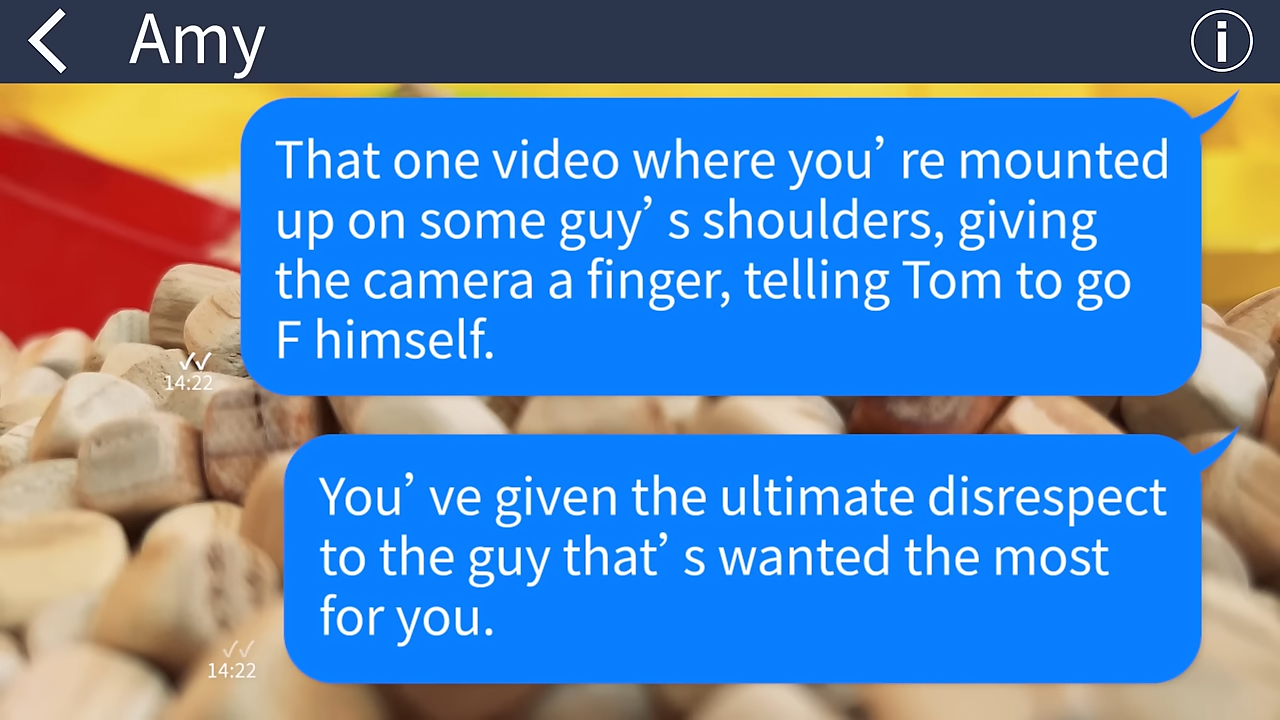 Amy
That one video where you’ re mounted
up on some guy’ s shoulders, giving
the camera a finger, telling Tom to go
F himself.
14:22
You’ ve given the ultimate disrespect
to the guy that’ s wanted the most
for you.
14:22